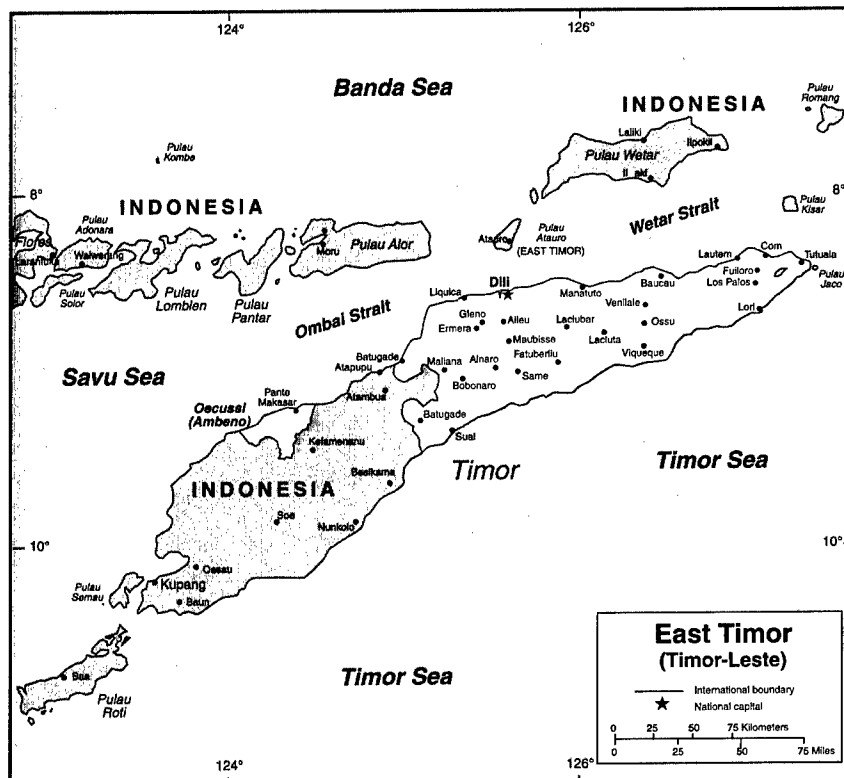 124°
126°
Banda Sea
INDONESIA
Pulau
Romang
Laliki
Ilpokil
Pulau Wetar
Pulau
Kombe
8°
8°
INDONESIA
Pulau
Adonara
Flores
Waiwerang
Pulau
Solor
Pulau
Lomblen
Pulau
Pantar
Moru
Pulau Alor
Atauro
Pulau
Atauro
(EAST TIMOR)
Wetar Strait
Pulau
Kisar
Ombai Strait
Lautem
Com
Tutuala
Fuiloro
Los Palos
Pulau
Jaco
Lori
Dili
Liquica
Manatuto
Baucau
Venilale
Gleno
Ermera
Aileu
Laclubar
Ossu
Maubisse
Lacluta
Viqueque
Fatuberliu
Savu Sea
Batugade
Atapupu
Maliana
Ainaro
Same
Bobonaro
Pante
Makasar
Atambua
Oecussi
(Ambeno)
Batugade
Suai
Kefamenanu
Timor
Timor Sea
Besikama
INDONESIA
Soe
Nunkolo
10°
10°
Pulau
Semau
Kupang
Baun
East Timor
(Timor-Leste)
International boundary
National capital
0 25 50 75 Kilometers
0 25 50 75 Miles
Baa
Pulau
Roti
Timor Sea
124°
126°